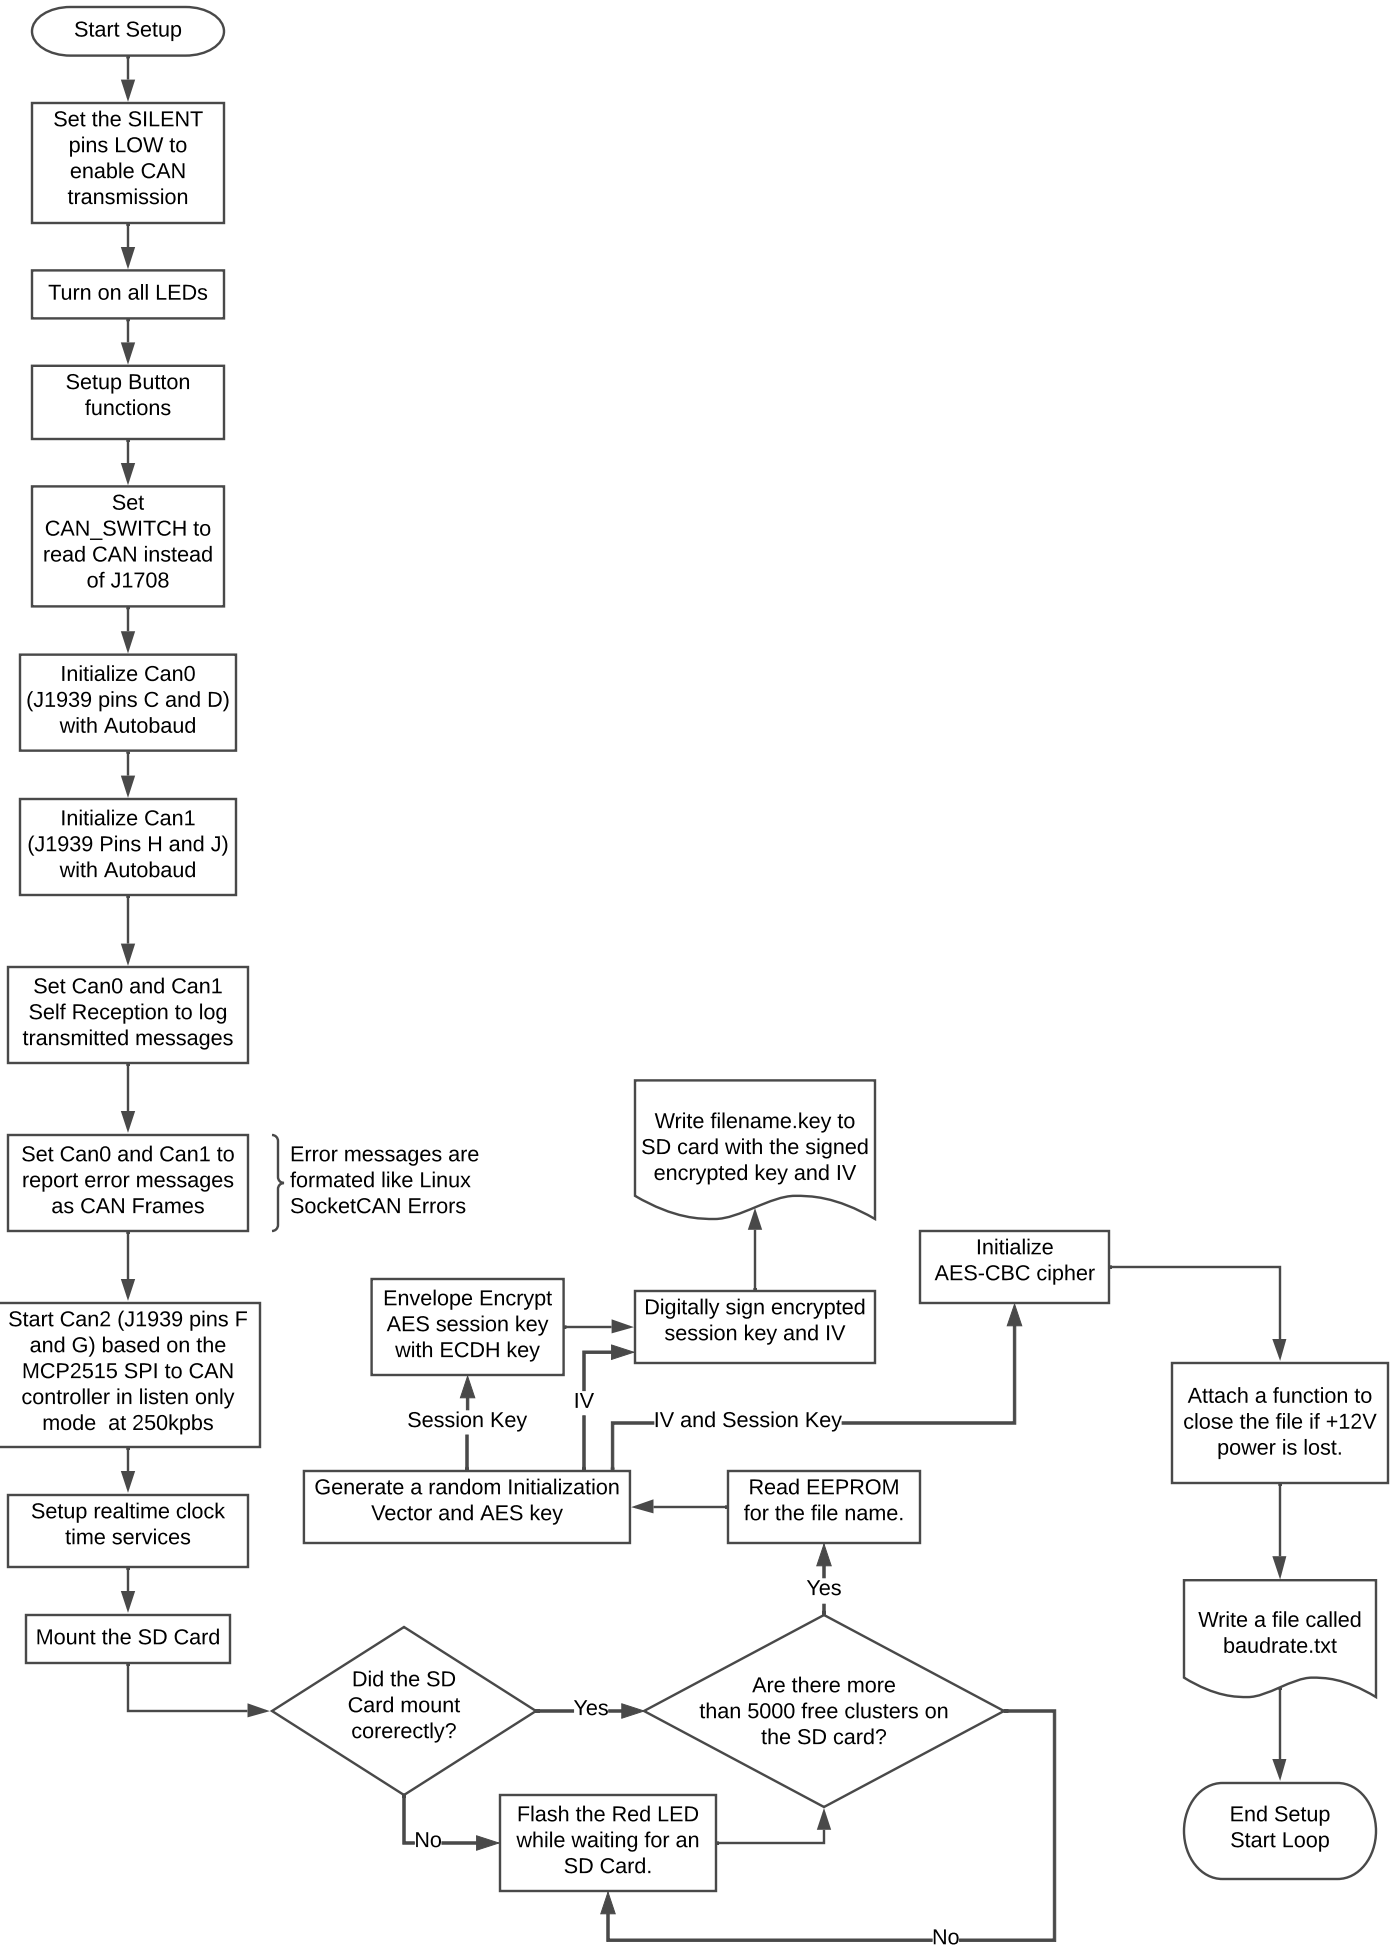 Start Setup
Set the SILENT
pins LOW to
enable CAN
transmission
Turn on all LEDs
Setup Button
functions
Set
CAN_SWITCH to
read CAN instead
of J1708
Initialize Can0
(J1939 pins C and D)
with Autobaud
Initialize Can1
(J1939 Pins H and J)
with Autobaud
Set Can0 and Can1
Self Reception to log
transmitted messages
Set Can0 and Can1 to
report error messages
as CAN Frames
Error messages are
formated like Linux
SocketCAN Errors
Start Can2 (J1939 pins F
and G) based on the
MCP2515 SPI to CAN
controller in listen only
mode  at 250kpbs
Setup realtime clock
time services
Mount the SD Card
Did the SD
Card mount
corerectly?
Yes
No
Flash the Red LED
while waiting for an
SD Card.
Are there more
than 5000 free clusters on
the SD card?
No
Yes
Read EEPROM
for the file name.
Generate a random Initialization
Vector and AES key
Session Key
IV
IV and Session Key
Envelope Encrypt
AES session key
with ECDH key
Digitally sign encrypted
session key and IV
Write filename.key to
SD card with the signed
encrypted key and IV
Initialize
AES-CBC cipher
Attach a function to
close the file if +12V
power is lost.
Write a file called
baudrate.txt
End Setup
Start Loop